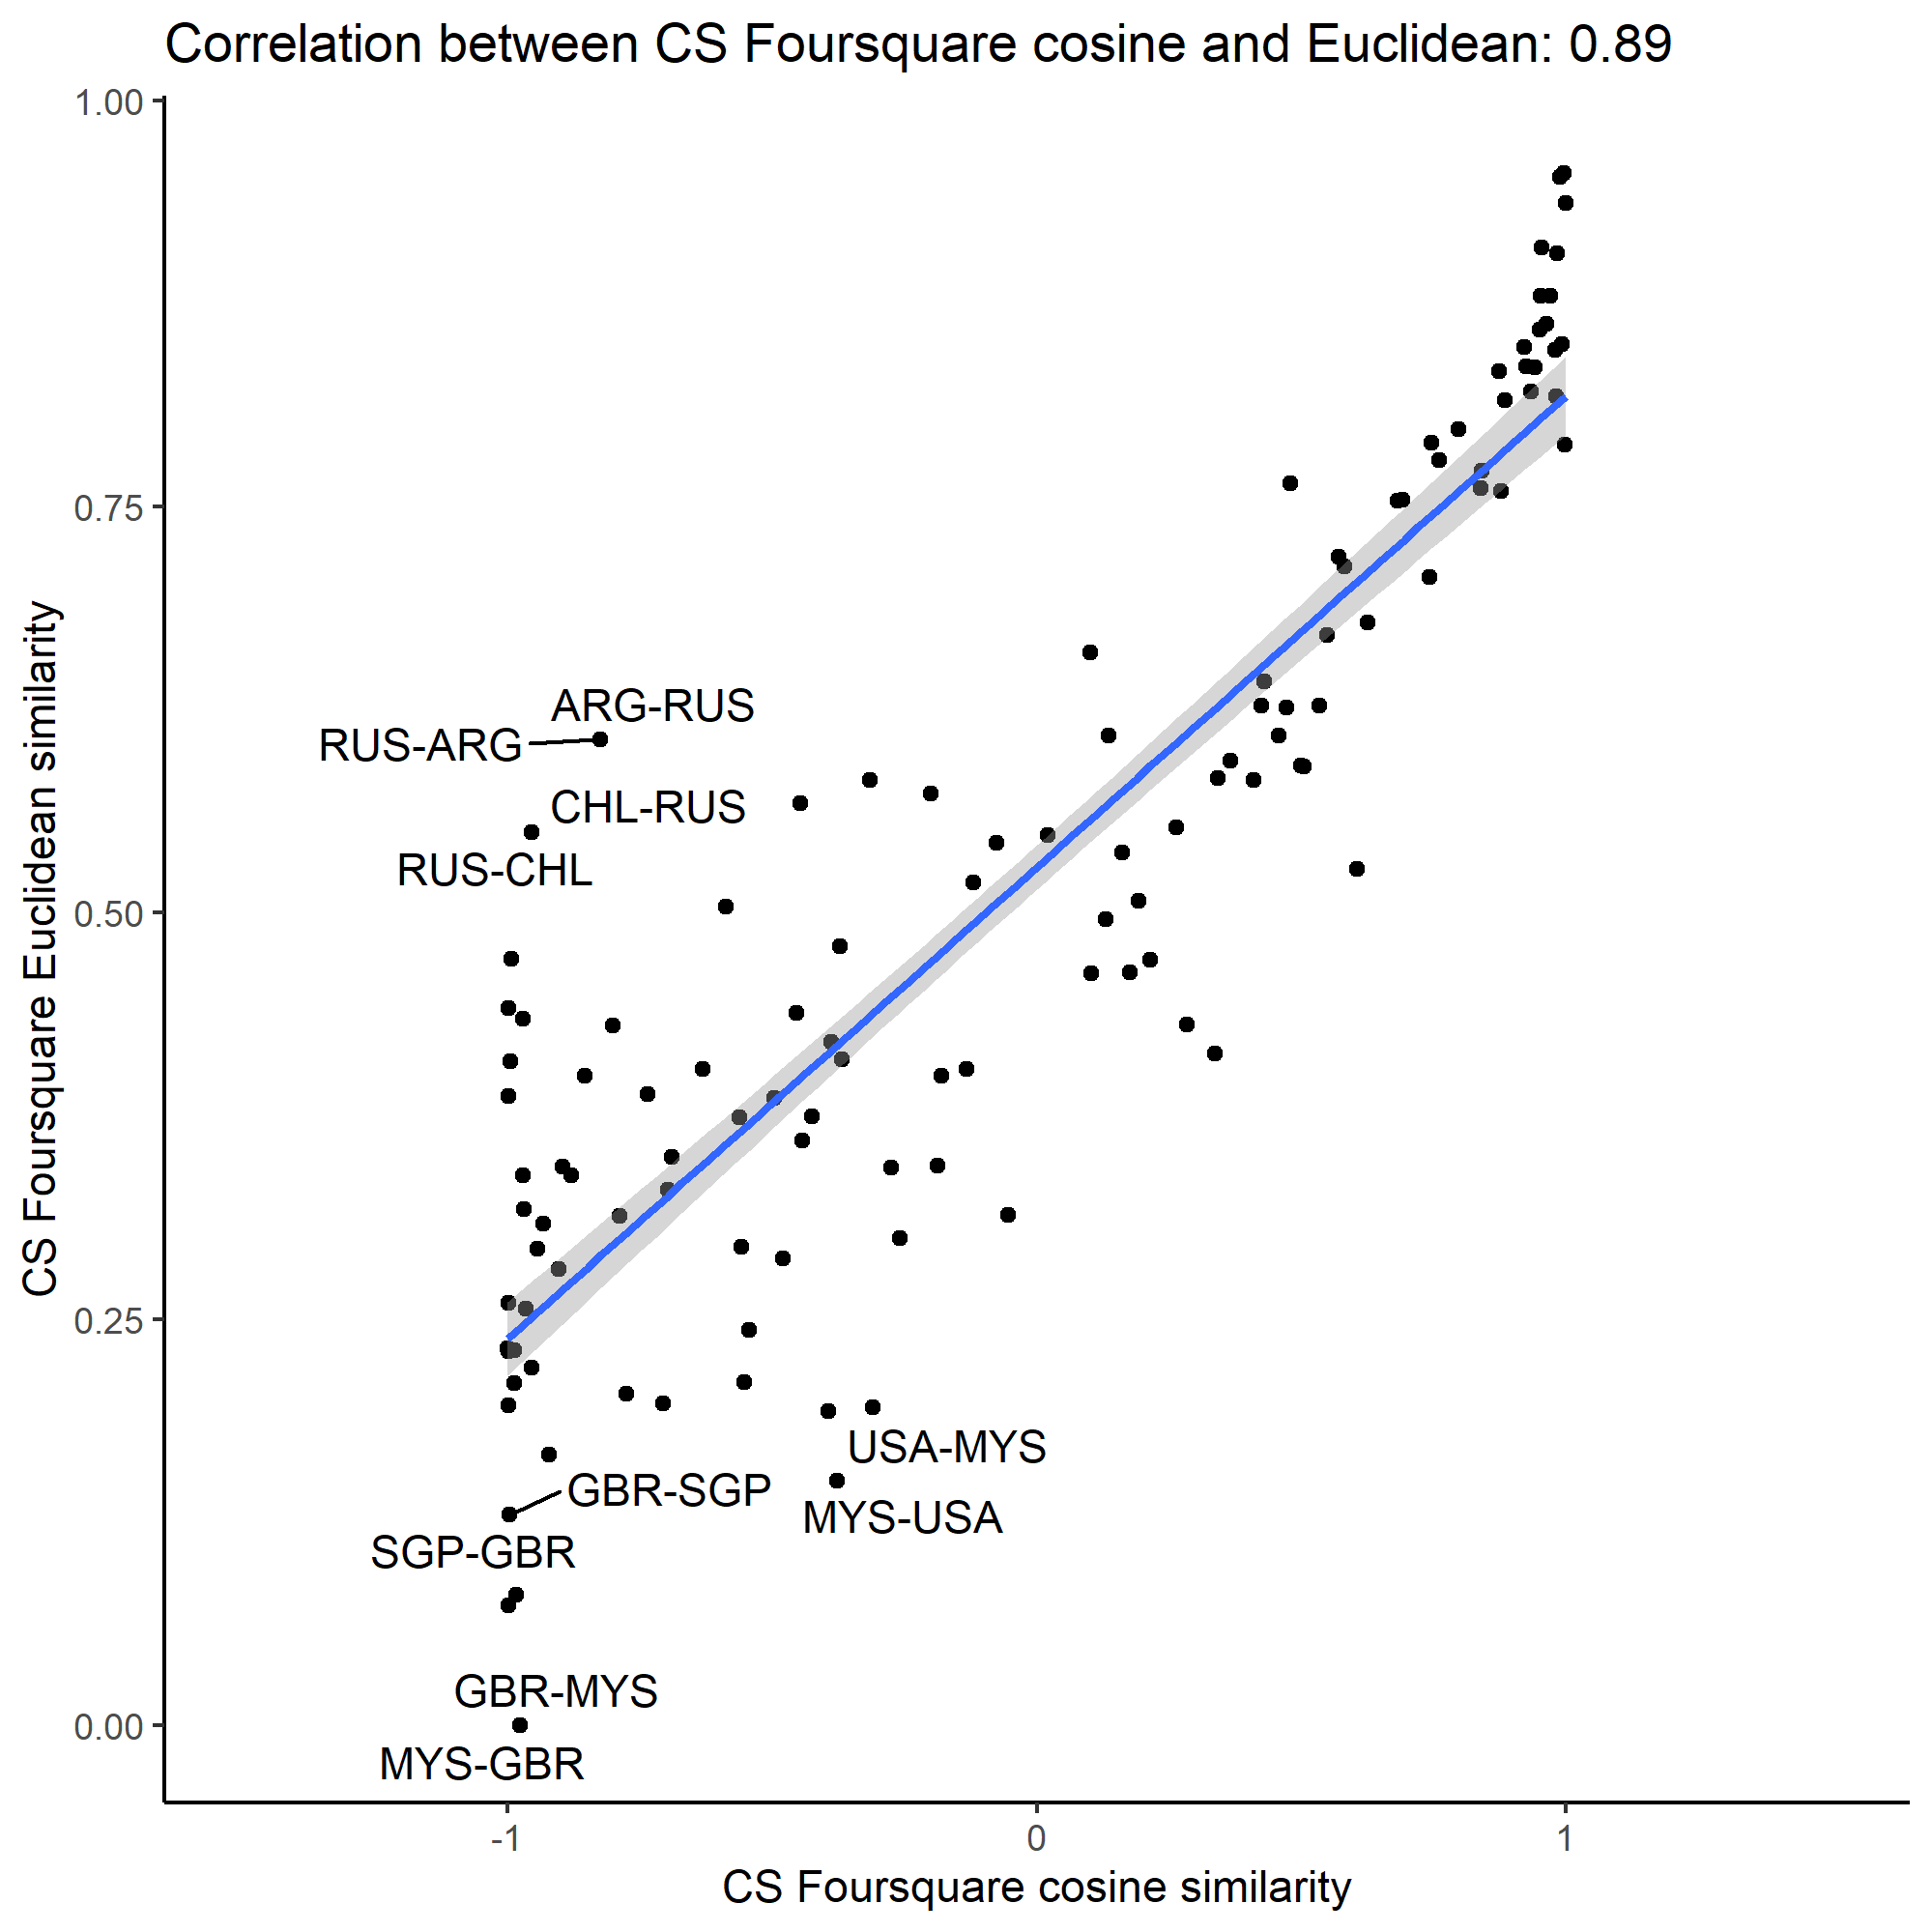 Correlation between CS Foursquare cosine and Euclidean: 0.89
1.00
0.75
0.50
0.25
0.00
CS Foursquare Euclidean similarity
ARG-RUS
RUS-ARG
CHL-RUS
RUS-CHL
USA-MYS
GBR-SGP
MYS-USA
SGP-GBR
GBR-MYS
MYS-GBR
-1 0 1
CS Foursquare cosine similarity